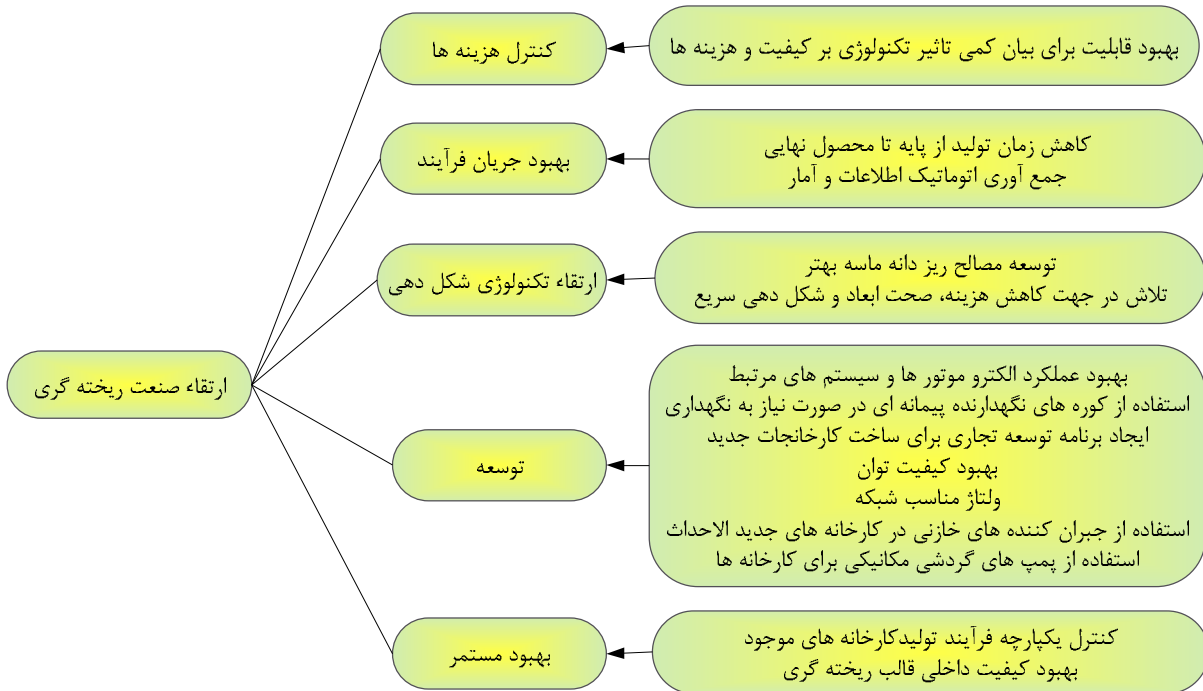 ارتقاء صنعت ریخته گری
کنترل هزینه ها
بهبود قابلیت برای بیان کمی تاثیر تکنولوژی بر کیفیت و هزینه ها
بهبود جریان فرآیند
کاهش زمان تولید از پایه تا محصول نهایی
جمع آوری اتوماتیک اطلاعات و آمار
ارتقاء تکنولوژی شکل دهی
توسعه مصالح ریز دانه ماسه بهتر
تلاش در جهت کاهش هزینه، صحت ابعاد و شکل دهی سریع
توسعه
بهبود عملکرد الکترو موتور ها و سیستم های مرتبط
استفاده از کوره های نگهدارنده پیمانه ای در صورت نیاز به نگهداری
ایجاد برنامه توسعه تجاری برای ساخت کارخانجات جدید
بهبود کیفیت توان
ولتاژ مناسب شبکه
استفاده از جبران کننده های خازنی در کارخانه های جدید الاحداث
استفاده از پمپ های گردشی مکانیکی برای کارخانه ها
بهبود مستمر
کنترل یکپارچه فرآیند تولیدکارخانه های موجود
بهبود کیفیت داخلی قالب ریخته گری